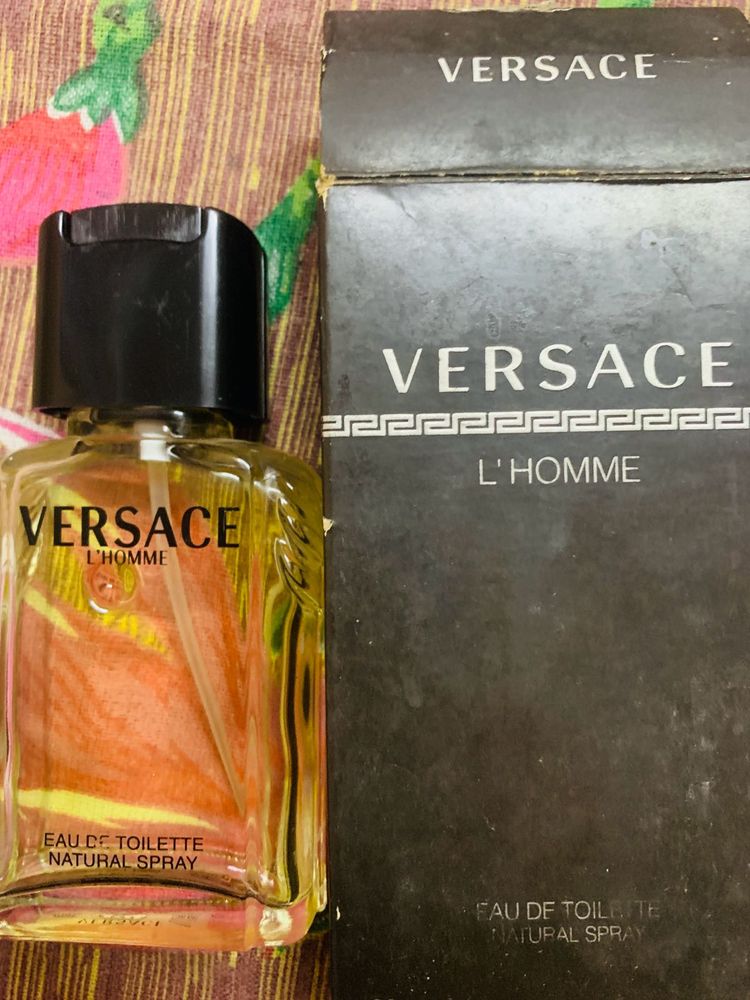 VERSACE
VERSACE
L'HOMME
EAU DE TOILETTE
NATURAL SPRAY
VERSACE
L'HOMME
EAU DE TOILETTE
NATURAL SPRAY